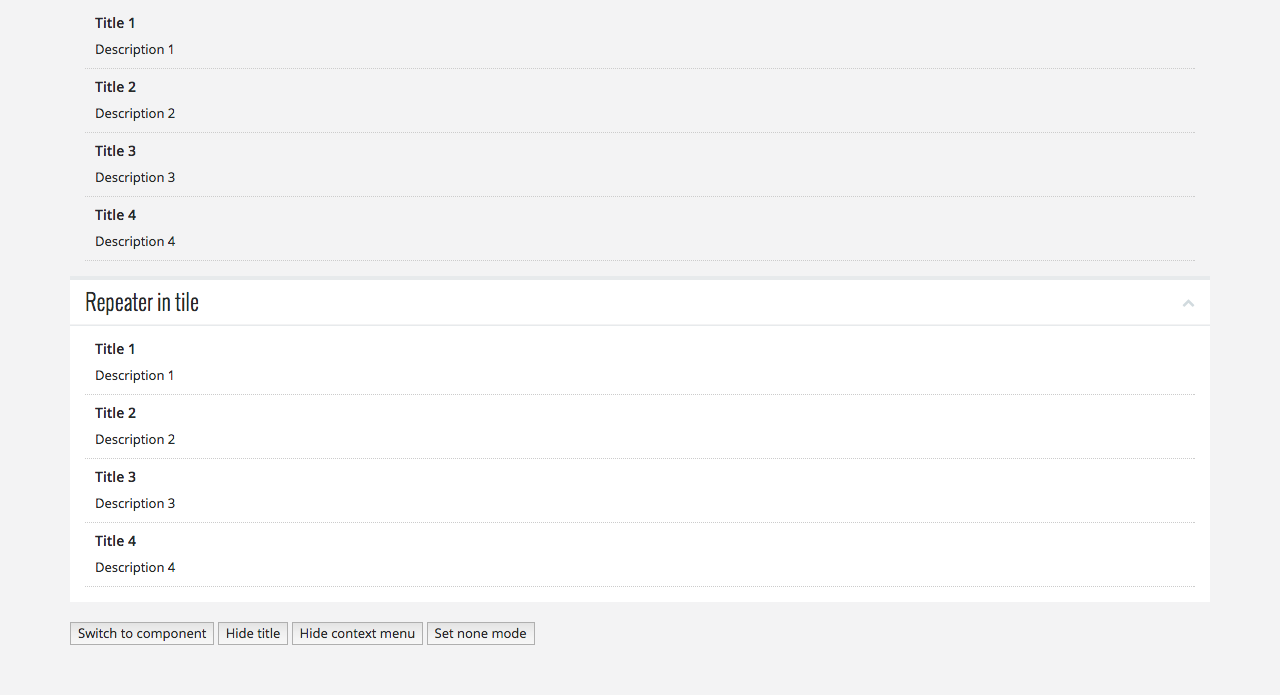 Title 1
Description 1
Title 2
Description 2
Title 3
Description 3
Title 4
Description 4
Repeater in tile
Title 1
Description 1
Title 2
Description 2
Title 3
Description 3
Title 4
Description 4
Switch to component Hide title Hide context menu Set none mode